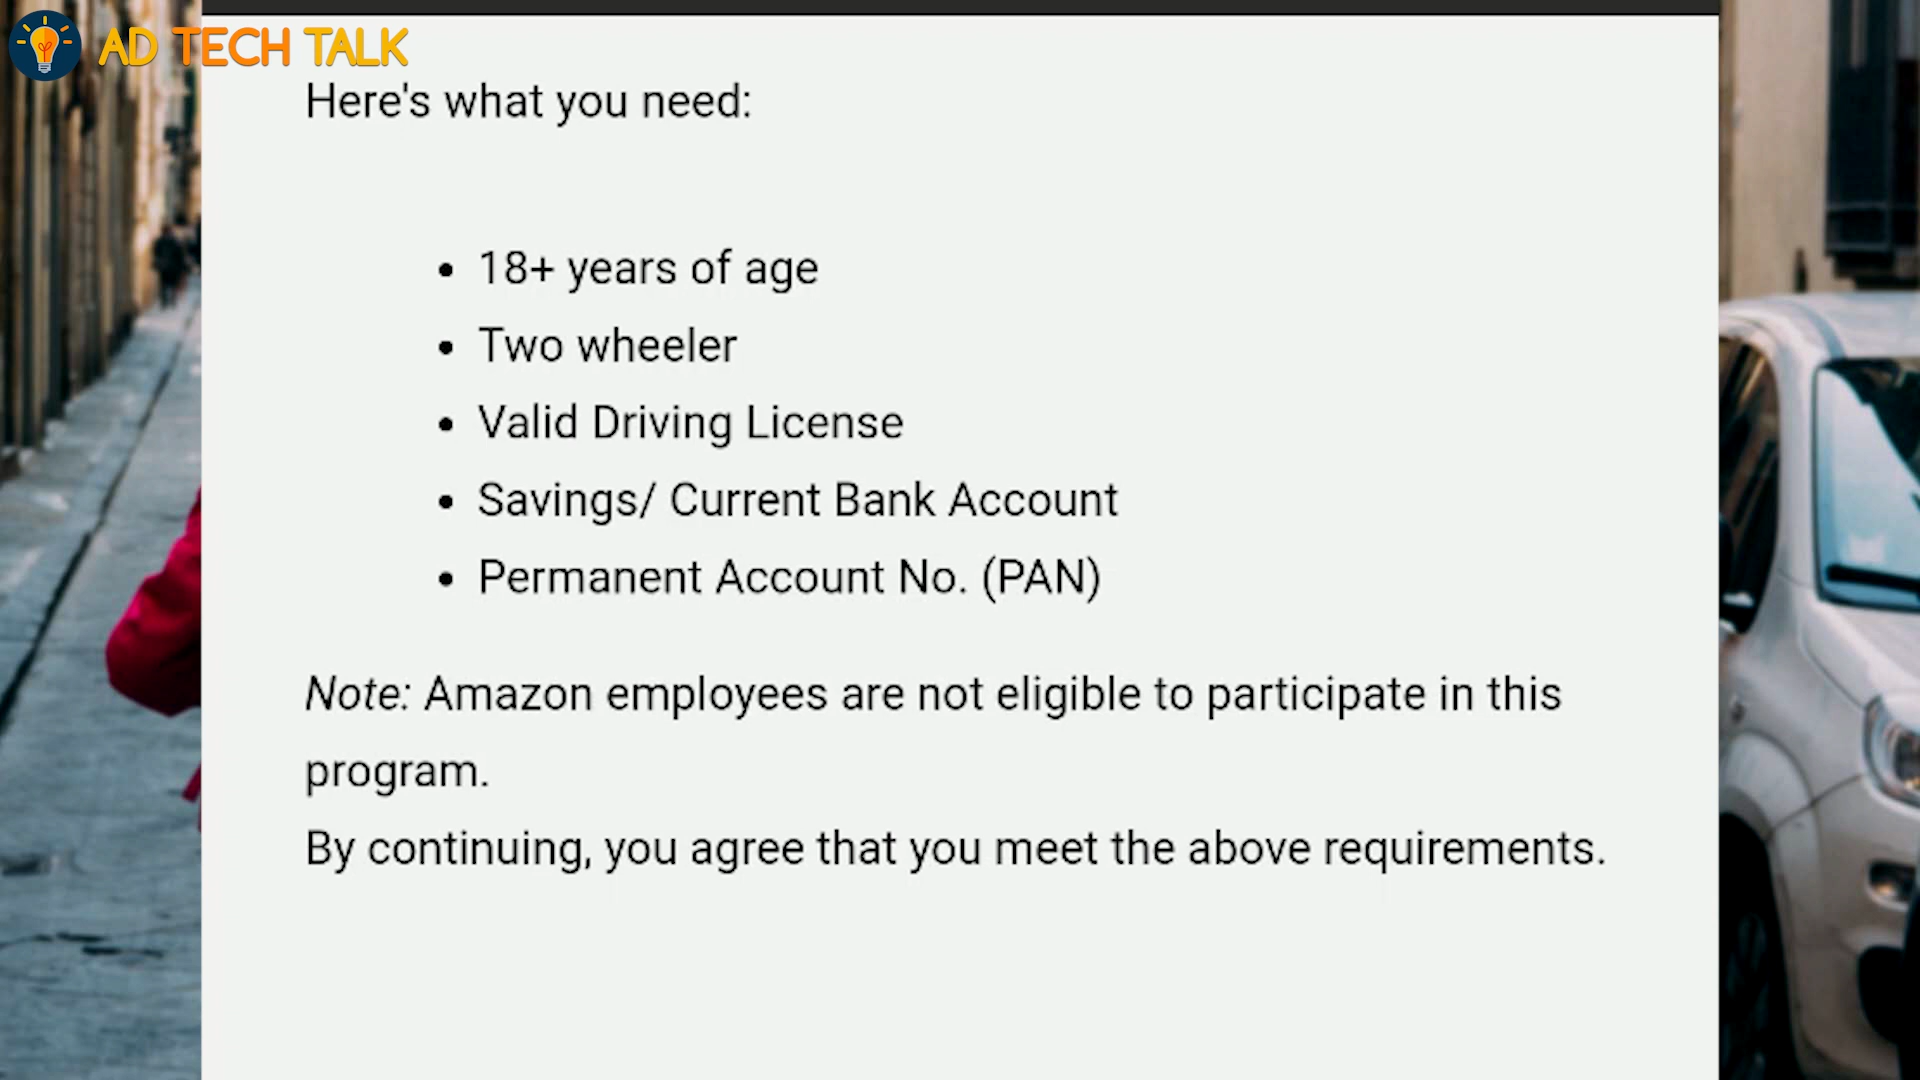 AD TECH TALK
Here's what you need:
• 18+ years of age
• Two wheeler
• Valid Driving License
• Savings/ Current Bank Account
• Permanent Account No. (PAN)
Note: Amazon employees are not eligible to participate in this
program.
By continuing, you agree that you meet the above requirements.